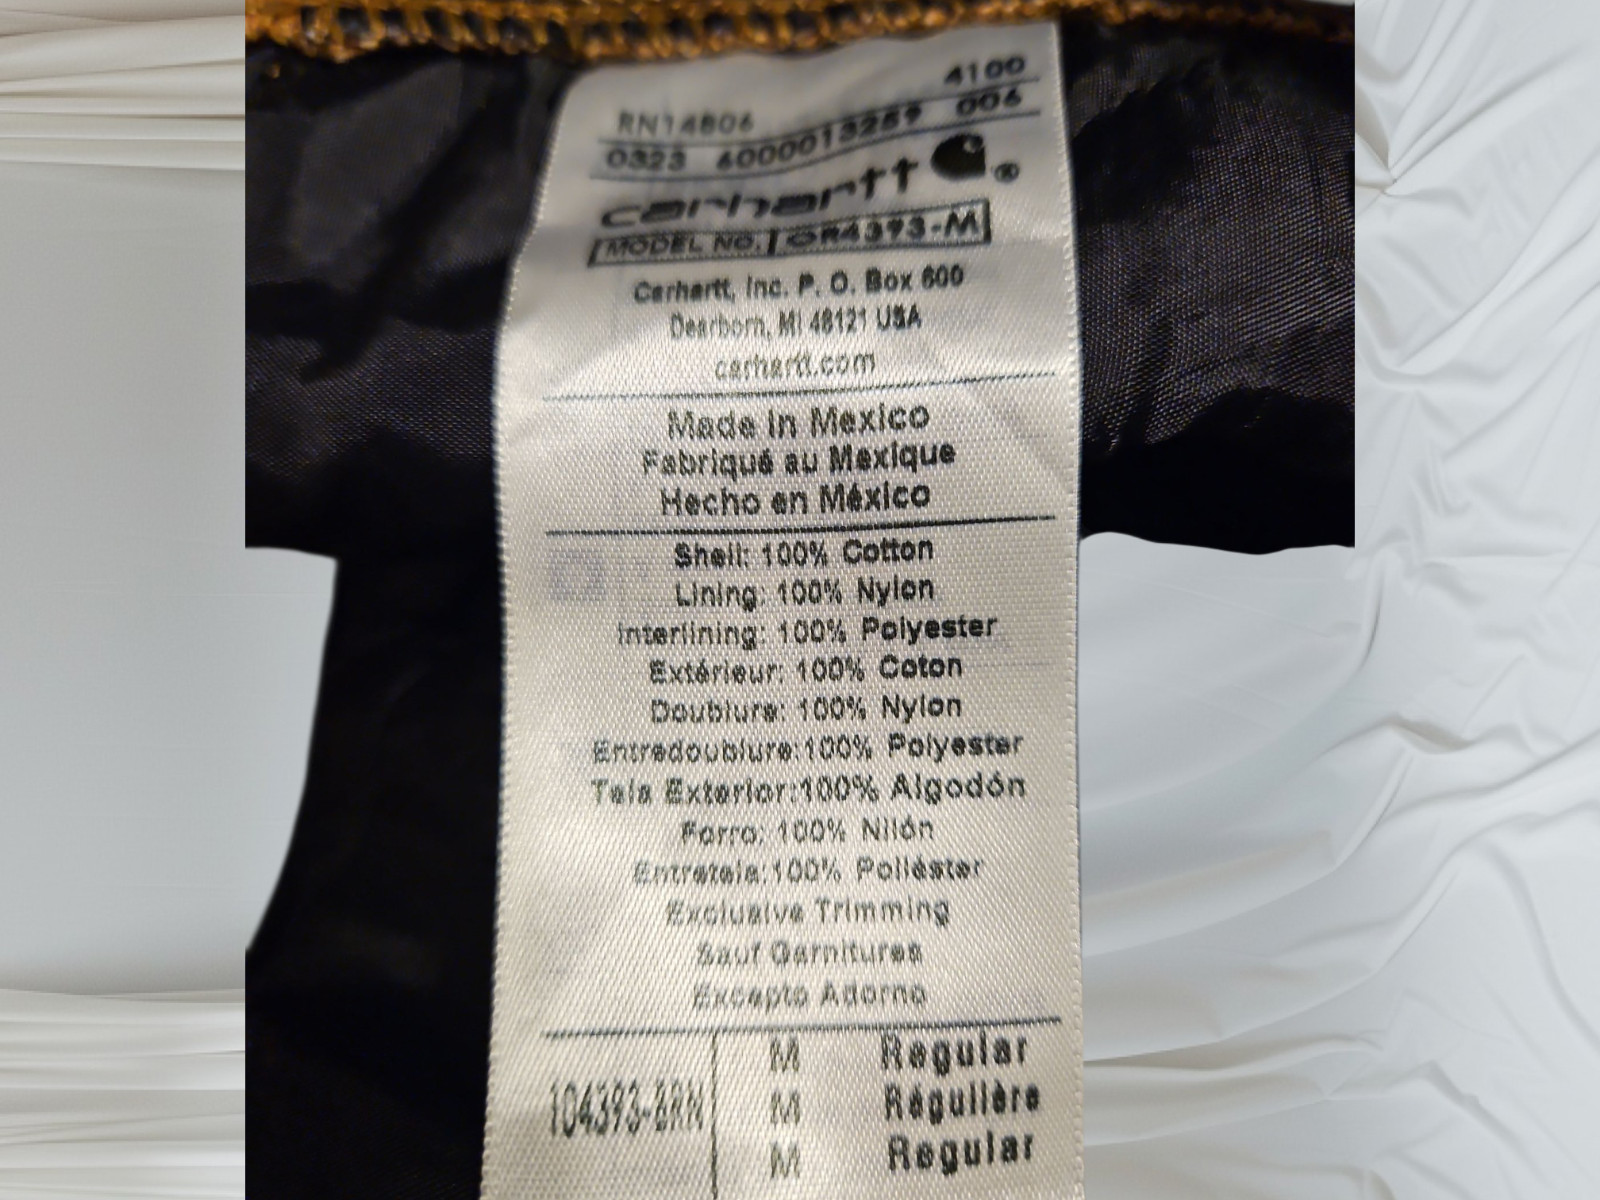 4100
RN14806
0323 6000013259 006
carhartt ®
MODEL NO. OR4393-M
Carhartt, Inc. P. O. Box 600
Dearborn, MI 48121 USA
carhartt.com
Made in Mexico
Fabriqué au Mexique
Hecho en México
Shell: 100% Cotton
Lining: 100% Nylon
Interlining: 100% Polyester
Extérieur: 100% Coton
Doublure: 100% Nylon
Entredoublure:100% Polyester
Tela Exterior:100% Algodón
Forro: 100% Nilón
Entretela:100% Poliéster
Exclusive Trimming
Sauf Garnitures
Excepto Adorno
M Regular
104393-BRN M Régulière
M Regular